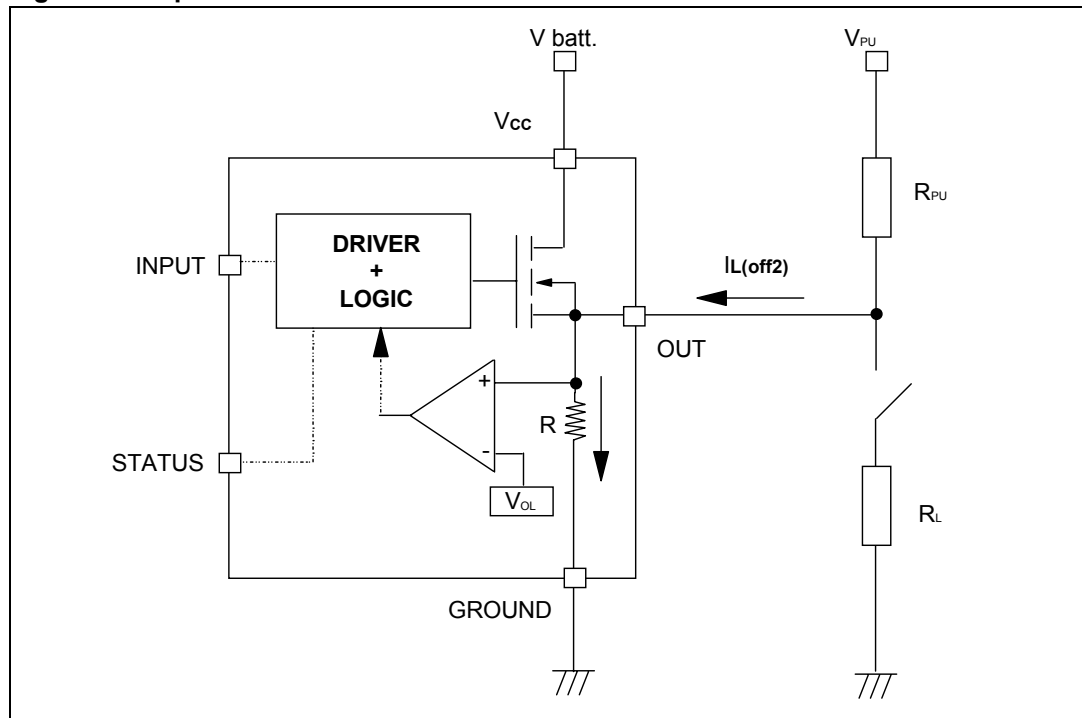 V batt.
VPU
Vcc
RPU
DRIVER
+
LOGIC
INPUT
IL(off2)
OUT
+
R
-
STATUS
VOL
RL
GROUND